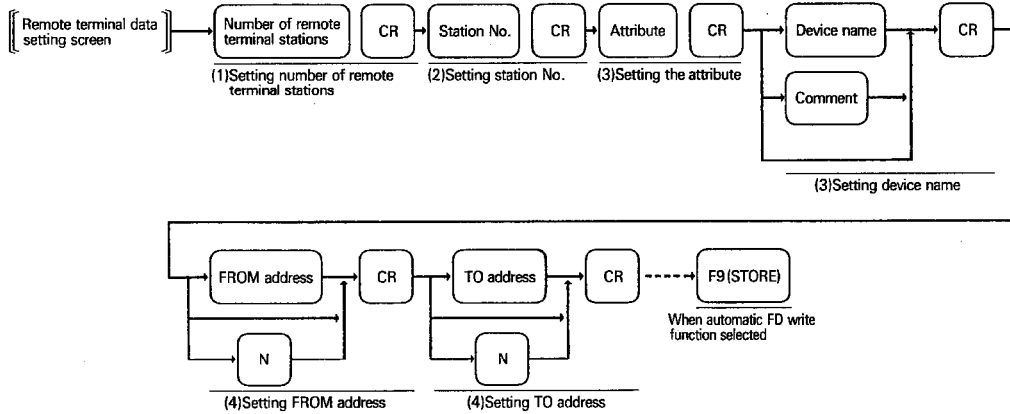 Remote terminal data
setting screen
Number of remote
terminal stations
CR
Station No.
CR
Attribute
CR
Device name
CR
Comment
(1)Setting number of remote
terminal stations
(2)Setting station No.
(3)Setting the attribute
(3)Setting device name
FROM address
CR
TO address
CR
F9(STORE)
N
N
When automatic FD write
function selected
(4)Setting FROM address
(4)Setting TO address